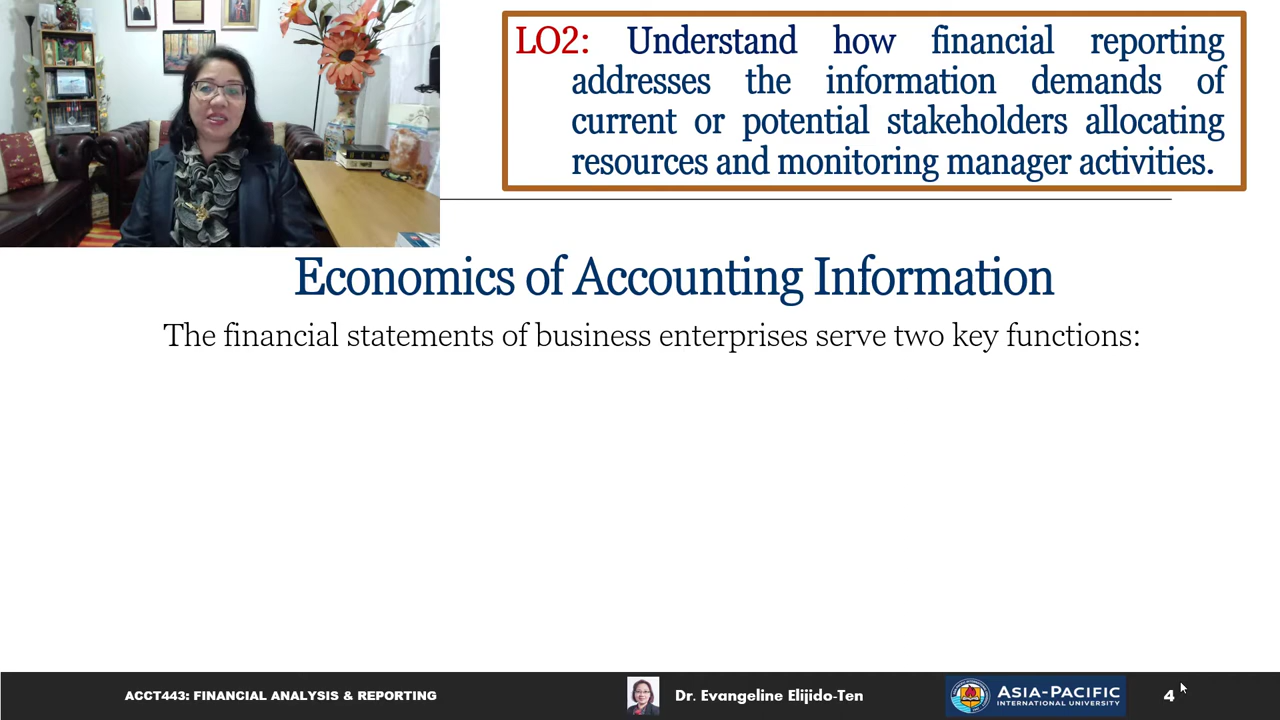 LO2: Understand how financial reporting
addresses the information demands of
current or potential stakeholders allocating
resources and monitoring manager activities.
Economics of Accounting Information
The financial statements of business enterprises serve two key functions:
ACCT443: FINANCIAL ANALYSIS & REPORTING
Dr. Evangeline Elijido-Ten
ASIA-PACIFIC
INTERNATIONAL UNIVERSITY
4